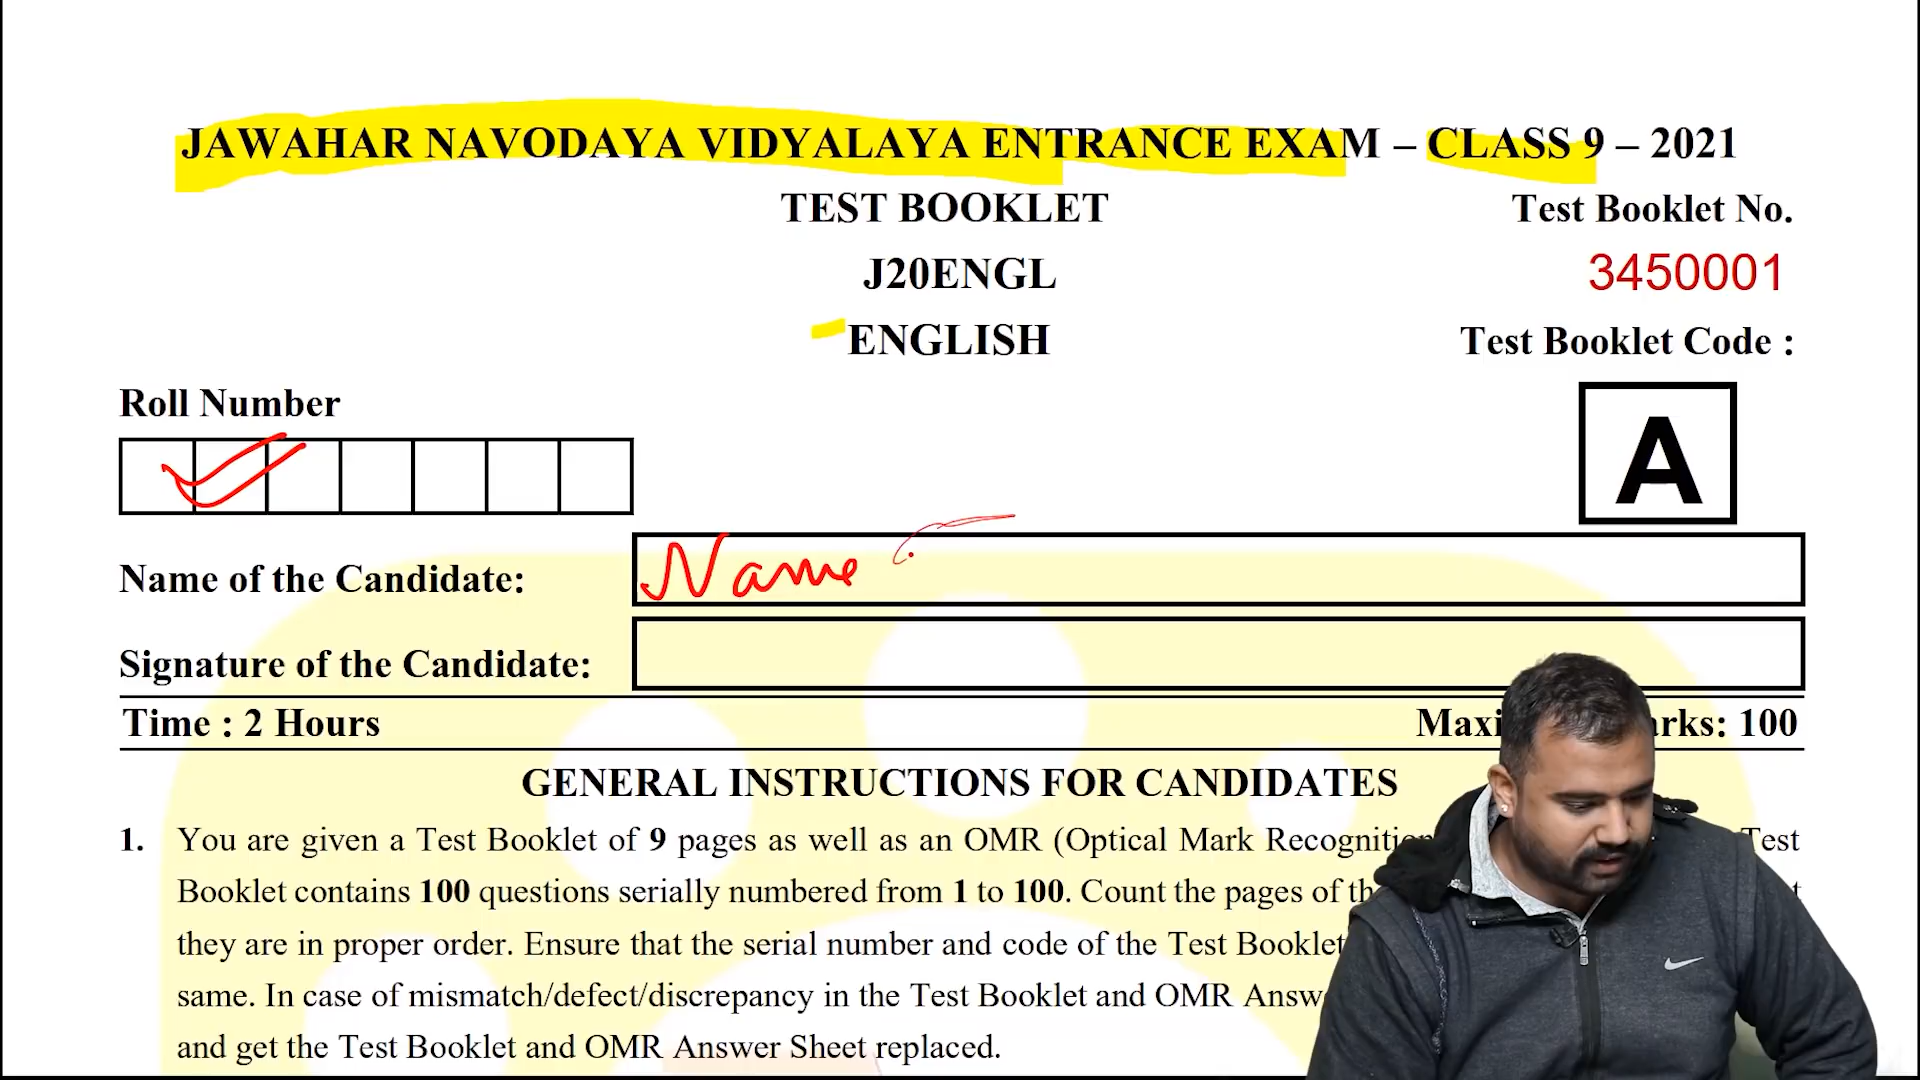 JAWAHAR NAVODAYA VIDYALAYA ENTRANCE EXAM – CLASS 9 – 2021
TEST BOOKLET
Test Booklet No.
J20ENGL
3450001
ENGLISH
Test Booklet Code :
Roll Number
A
Name of the Candidate:
Name
Signature of the Candidate:
Time : 2 Hours
Marks: 100
GENERAL INSTRUCTIONS FOR CANDIDATES
1. You are given a Test Booklet of 9 pages as well as an OMR (Optical Mark Recognition Test
Booklet contains 100 questions serially numbered from 1 to 100. Count the pages of
they are in proper order. Ensure that the serial number and code of the Test Booklet
same. In case of mismatch/defect/discrepancy in the Test Booklet and OMR
and get the Test Booklet and OMR Answer Sheet replaced.